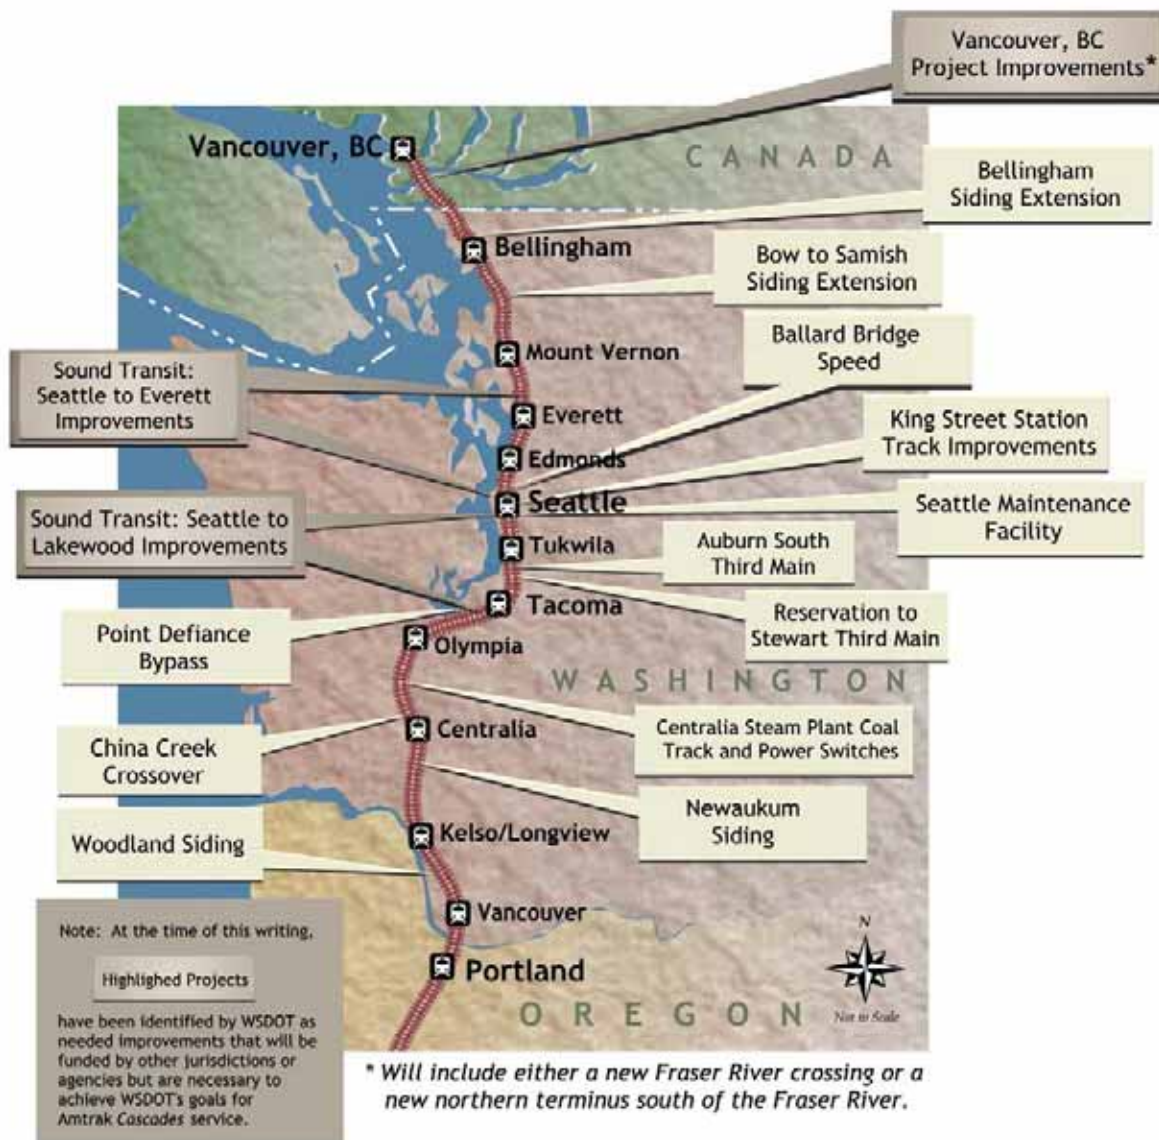 Vancouver, BC
Project Improvements*
Vancouver, BC
CANADA
Bellingham
Siding Extension
Bellingham
Bow to Samish
Siding Extension
Ballard Bridge
Speed
Mount Vernon
Sound Transit:
Seattle to Everett
Improvements
Everett
King Street Station
Track Improvements
Edmonds
Seattle
Seattle Maintenance
Facility
Sound Transit: Seattle to
Lakewood Improvements
Tukwila
Auburn South
Third Main
Tacoma
Reservation to
Stewart Third Main
Point Defiance
Bypass
Olympia
WASHINGTON
Centralia
Centralia Steam Plant Coal
Track and Power Switches
China Creek
Crossover
Newaukum
Siding
Kelso/Longview
Woodland Siding
Vancouver
Portland
OREGON
N
Not to Scale
Note: At the time of this writing,
Highlighed Projects
have been identified by WSDOT as
needed improvements that will be
funded by other jurisdictions or
agencies but are necessary to
achieve WSDOT's goals for
Amtrak Cascades service.
* Will include either a new Fraser River crossing or a
new northern terminus south of the Fraser River.